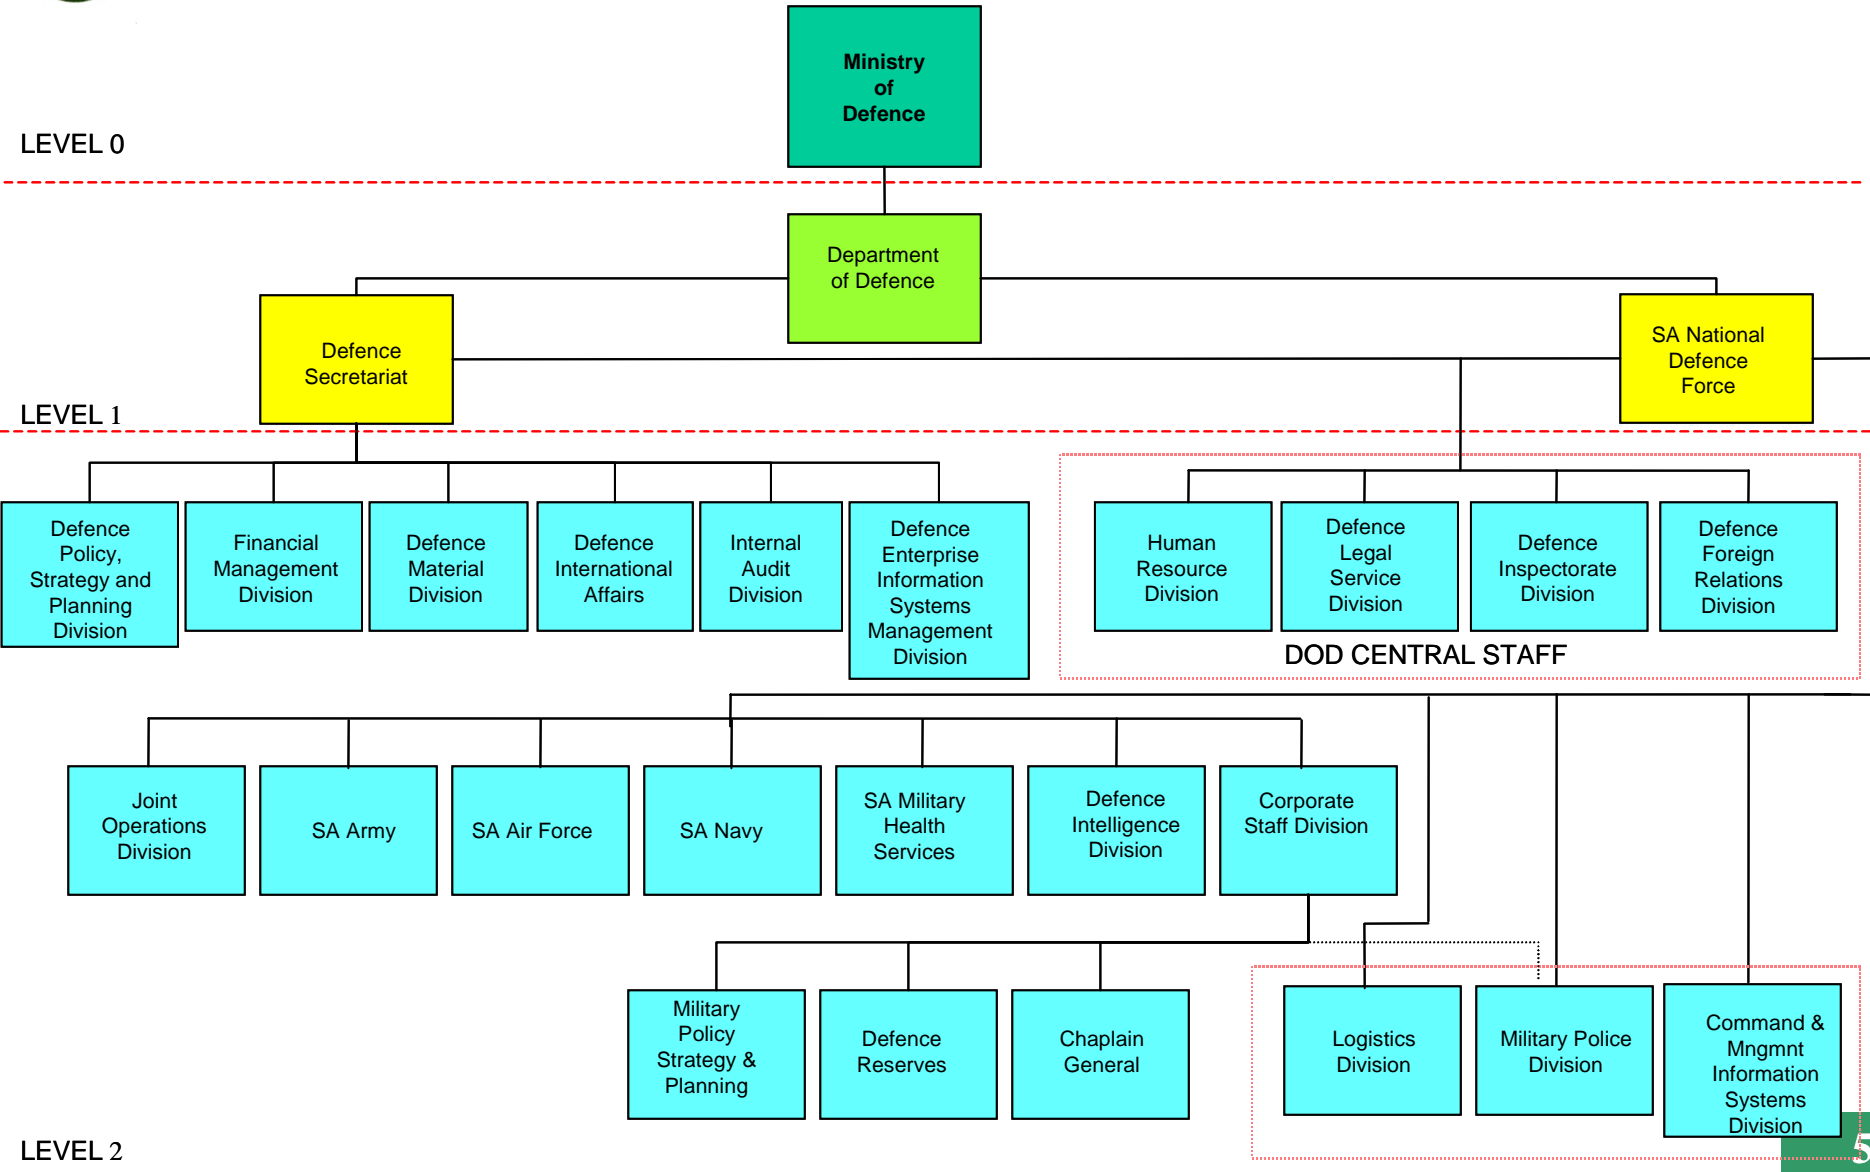 Ministry
of
Defence
LEVEL 0
Department
of Defence
Defence
Secretariat
SA National
Defence
Force
LEVEL 1
Defence
Policy,
Strategy and
Planning
Division
Financial
Management
Division
Defence
Material
Division
Defence
International
Affairs
Internal
Audit
Division
Defence
Enterprise
Information
Systems
Management
Division
Human
Resource
Division
Defence
Legal
Service
Division
Defence
Inspectorate
Division
Defence
Foreign
Relations
Division
DOD CENTRAL STAFF
Joint
Operations
Division
SA Army
SA Air Force
SA Navy
SA Military
Health
Services
Defence
Intelligence
Division
Corporate
Staff Division
Military
Policy
Strategy &
Planning
Defence
Reserves
Chaplain
General
Logistics
Division
Military Police
Division
Command &
Mngmnt
Information
Systems
Division
LEVEL 2
5